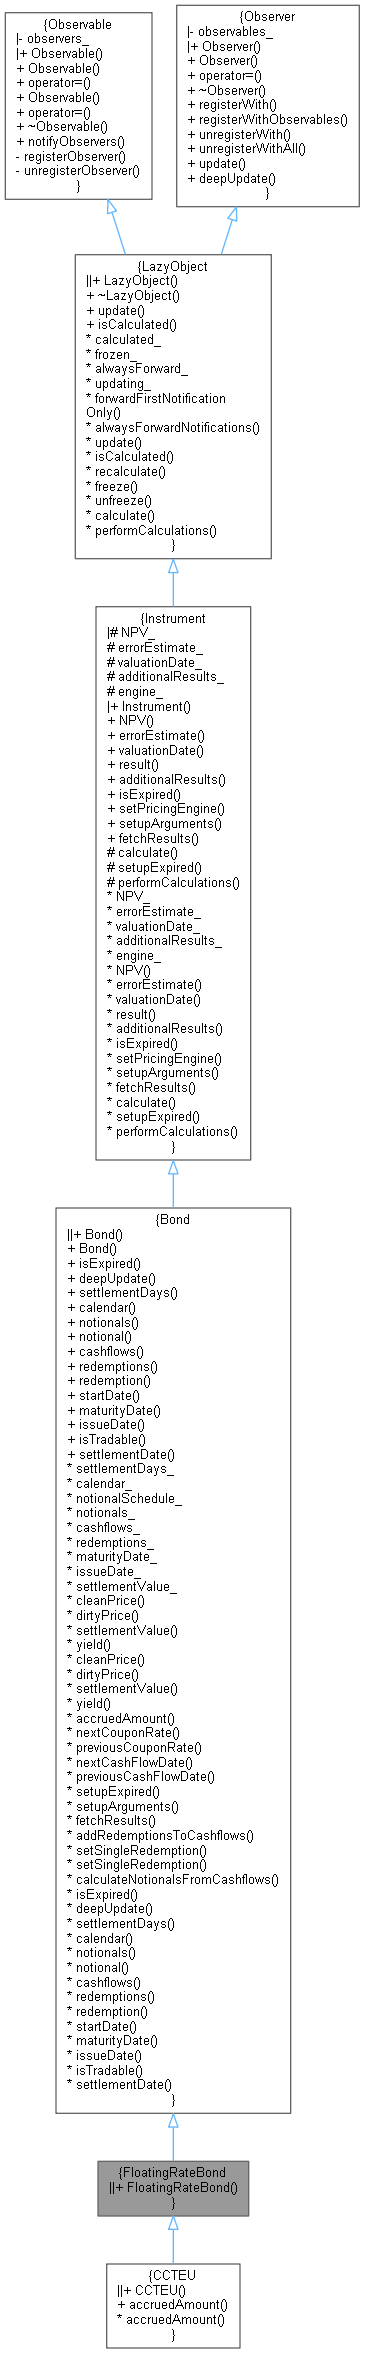 {Observable
|- observers_
|+ Observable()
+ Observable()
+ operator=()
+ Observable()
+ operator=()
+ ~Observable()
+ notifyObservers()
- registerObserver()
- unregisterObserver()
}
{Observer
|- observables_
|+ Observer()
+ Observer()
+ operator=()
+ ~Observer()
+ registerWith()
+ registerWithObservables()
+ unregisterWith()
+ unregisterWithAll()
+ update()
+ deepUpdate()
}
{LazyObject
||+ LazyObject()
+ ~LazyObject()
+ update()
+ isCalculated()
* calculated_
* frozen_
* alwaysForward_
* updating_
* forwardFirstNotification
Only()
* alwaysForwardNotifications()
* update()
* isCalculated()
* recalculate()
* freeze()
* unfreeze()
* calculate()
* performCalculations()
}
{Instrument
|# NPV_
# errorEstimate_
# valuationDate_
# additionalResults_
# engine_
|+ Instrument()
+ NPV()
+ errorEstimate()
+ valuationDate()
+ result()
+ additionalResults()
+ isExpired()
+ setPricingEngine()
+ setupArguments()
+ fetchResults()
# calculate()
# setupExpired()
# performCalculations()
* NPV_
* errorEstimate_
* valuationDate_
* additionalResults_
* engine_
* NPV()
* errorEstimate()
* valuationDate()
* result()
* additionalResults()
* isExpired()
* setPricingEngine()
* setupArguments()
* fetchResults()
* calculate()
* setupExpired()
* performCalculations()
}
{Bond
||+ Bond()
+ Bond()
+ isExpired()
+ deepUpdate()
+ settlementDays()
+ calendar()
+ notionals()
+ notional()
+ cashflows()
+ redemptions()
+ redemption()
+ startDate()
+ maturityDate()
+ issueDate()
+ isTradable()
+ settlementDate()
* settlementDays_
* calendar_
* notionalSchedule_
* notionals_
* cashflows_
* redemptions_
* maturityDate_
* issueDate_
* settlementValue_
* cleanPrice()
* dirtyPrice()
* settlementValue()
* yield()
* cleanPrice()
* dirtyPrice()
* settlementValue()
* yield()
* accruedAmount()
* nextCouponRate()
* previousCouponRate()
* nextCashFlowDate()
* previousCashFlowDate()
* setupExpired()
* setupArguments()
* fetchResults()
* addRedemptionsToCashflows()
* setSingleRedemption()
* setSingleRedemption()
* calculateNotionalsFromCashflows()
* isExpired()
* deepUpdate()
* settlementDays()
* calendar()
* notionals()
* notional()
* cashflows()
* redemptions()
* redemption()
* startDate()
* maturityDate()
* issueDate()
* isTradable()
* settlementDate()
}
{FloatingRateBond
||+ FloatingRateBond()
}
{CCTEU
||+ CCTEU()
+ accruedAmount()
* accruedAmount()
}